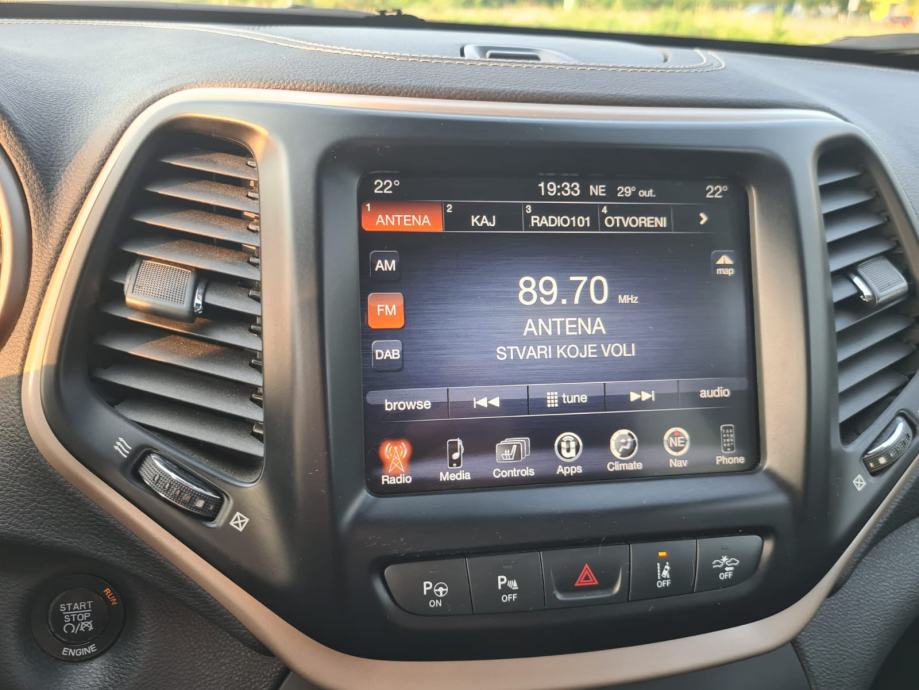 22° 19:33 NE 29° out. 22°
1 ANTENA 2 KAJ 3 RADIO101 4 OTVORENI
AM
map
FM
89.70 MHz
ANTENA
DAB
STVARI KOJE VOLI
browse tune audio
NE
Radio Media Controls Apps Climate Nav Phone
P ON
P OFF
OFF
OFF
START
STOP
ENGINE
RUN